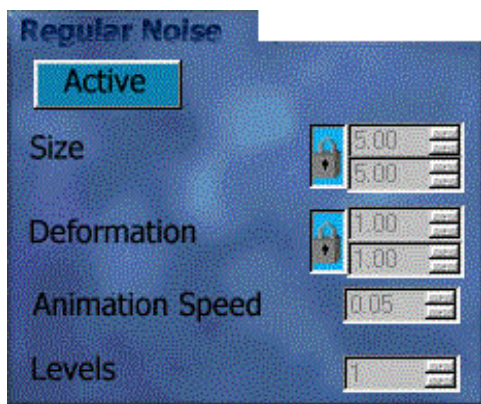 Regular Noise
Active
Size
5.00
5.00
Deformation
1.00
1.00
Animation Speed
0.05
Levels
1